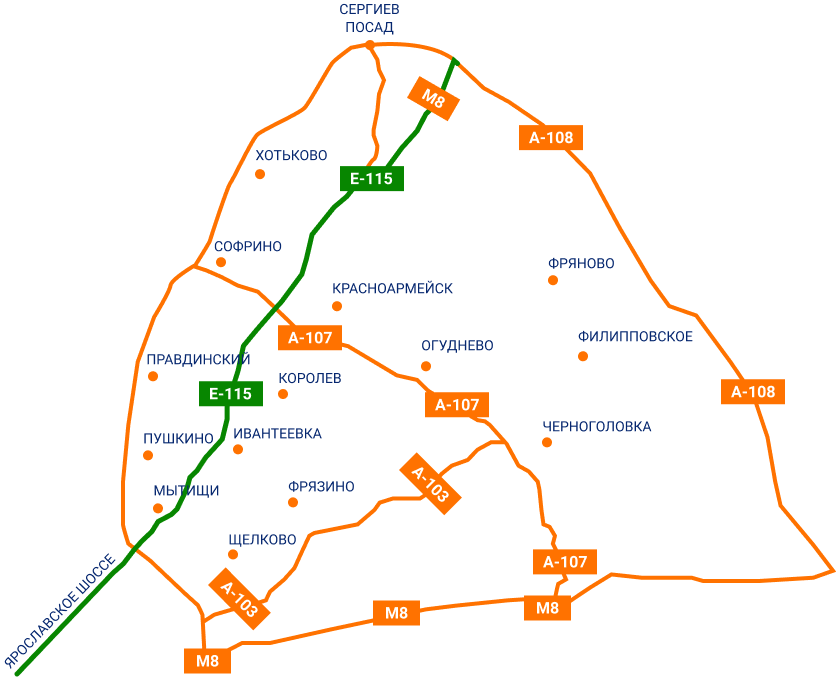 СЕРГИЕВ
ПОСАД
М8
А-108
ХОТЬКОВО
Е-115
СОФРИНО
ФРЯНОВО
КРАСНОАРМЕЙСК
А-107
ФИЛИППОВСКОЕ
ОГУДНЕВО
ПРАВДИНСКИЙ
КОРОЛЕВ
Е-115
А-108
А-107
ЧЕРНОГОЛОВКА
ПУШКИНО
ИВАНТЕЕВКА
А-103
МЫТИЩИ
ФРЯЗИНО
ЩЕЛКОВО
А-107
ЯРОСЛАВСКОЕ ШОССЕ
А-103
М8
М8
М8